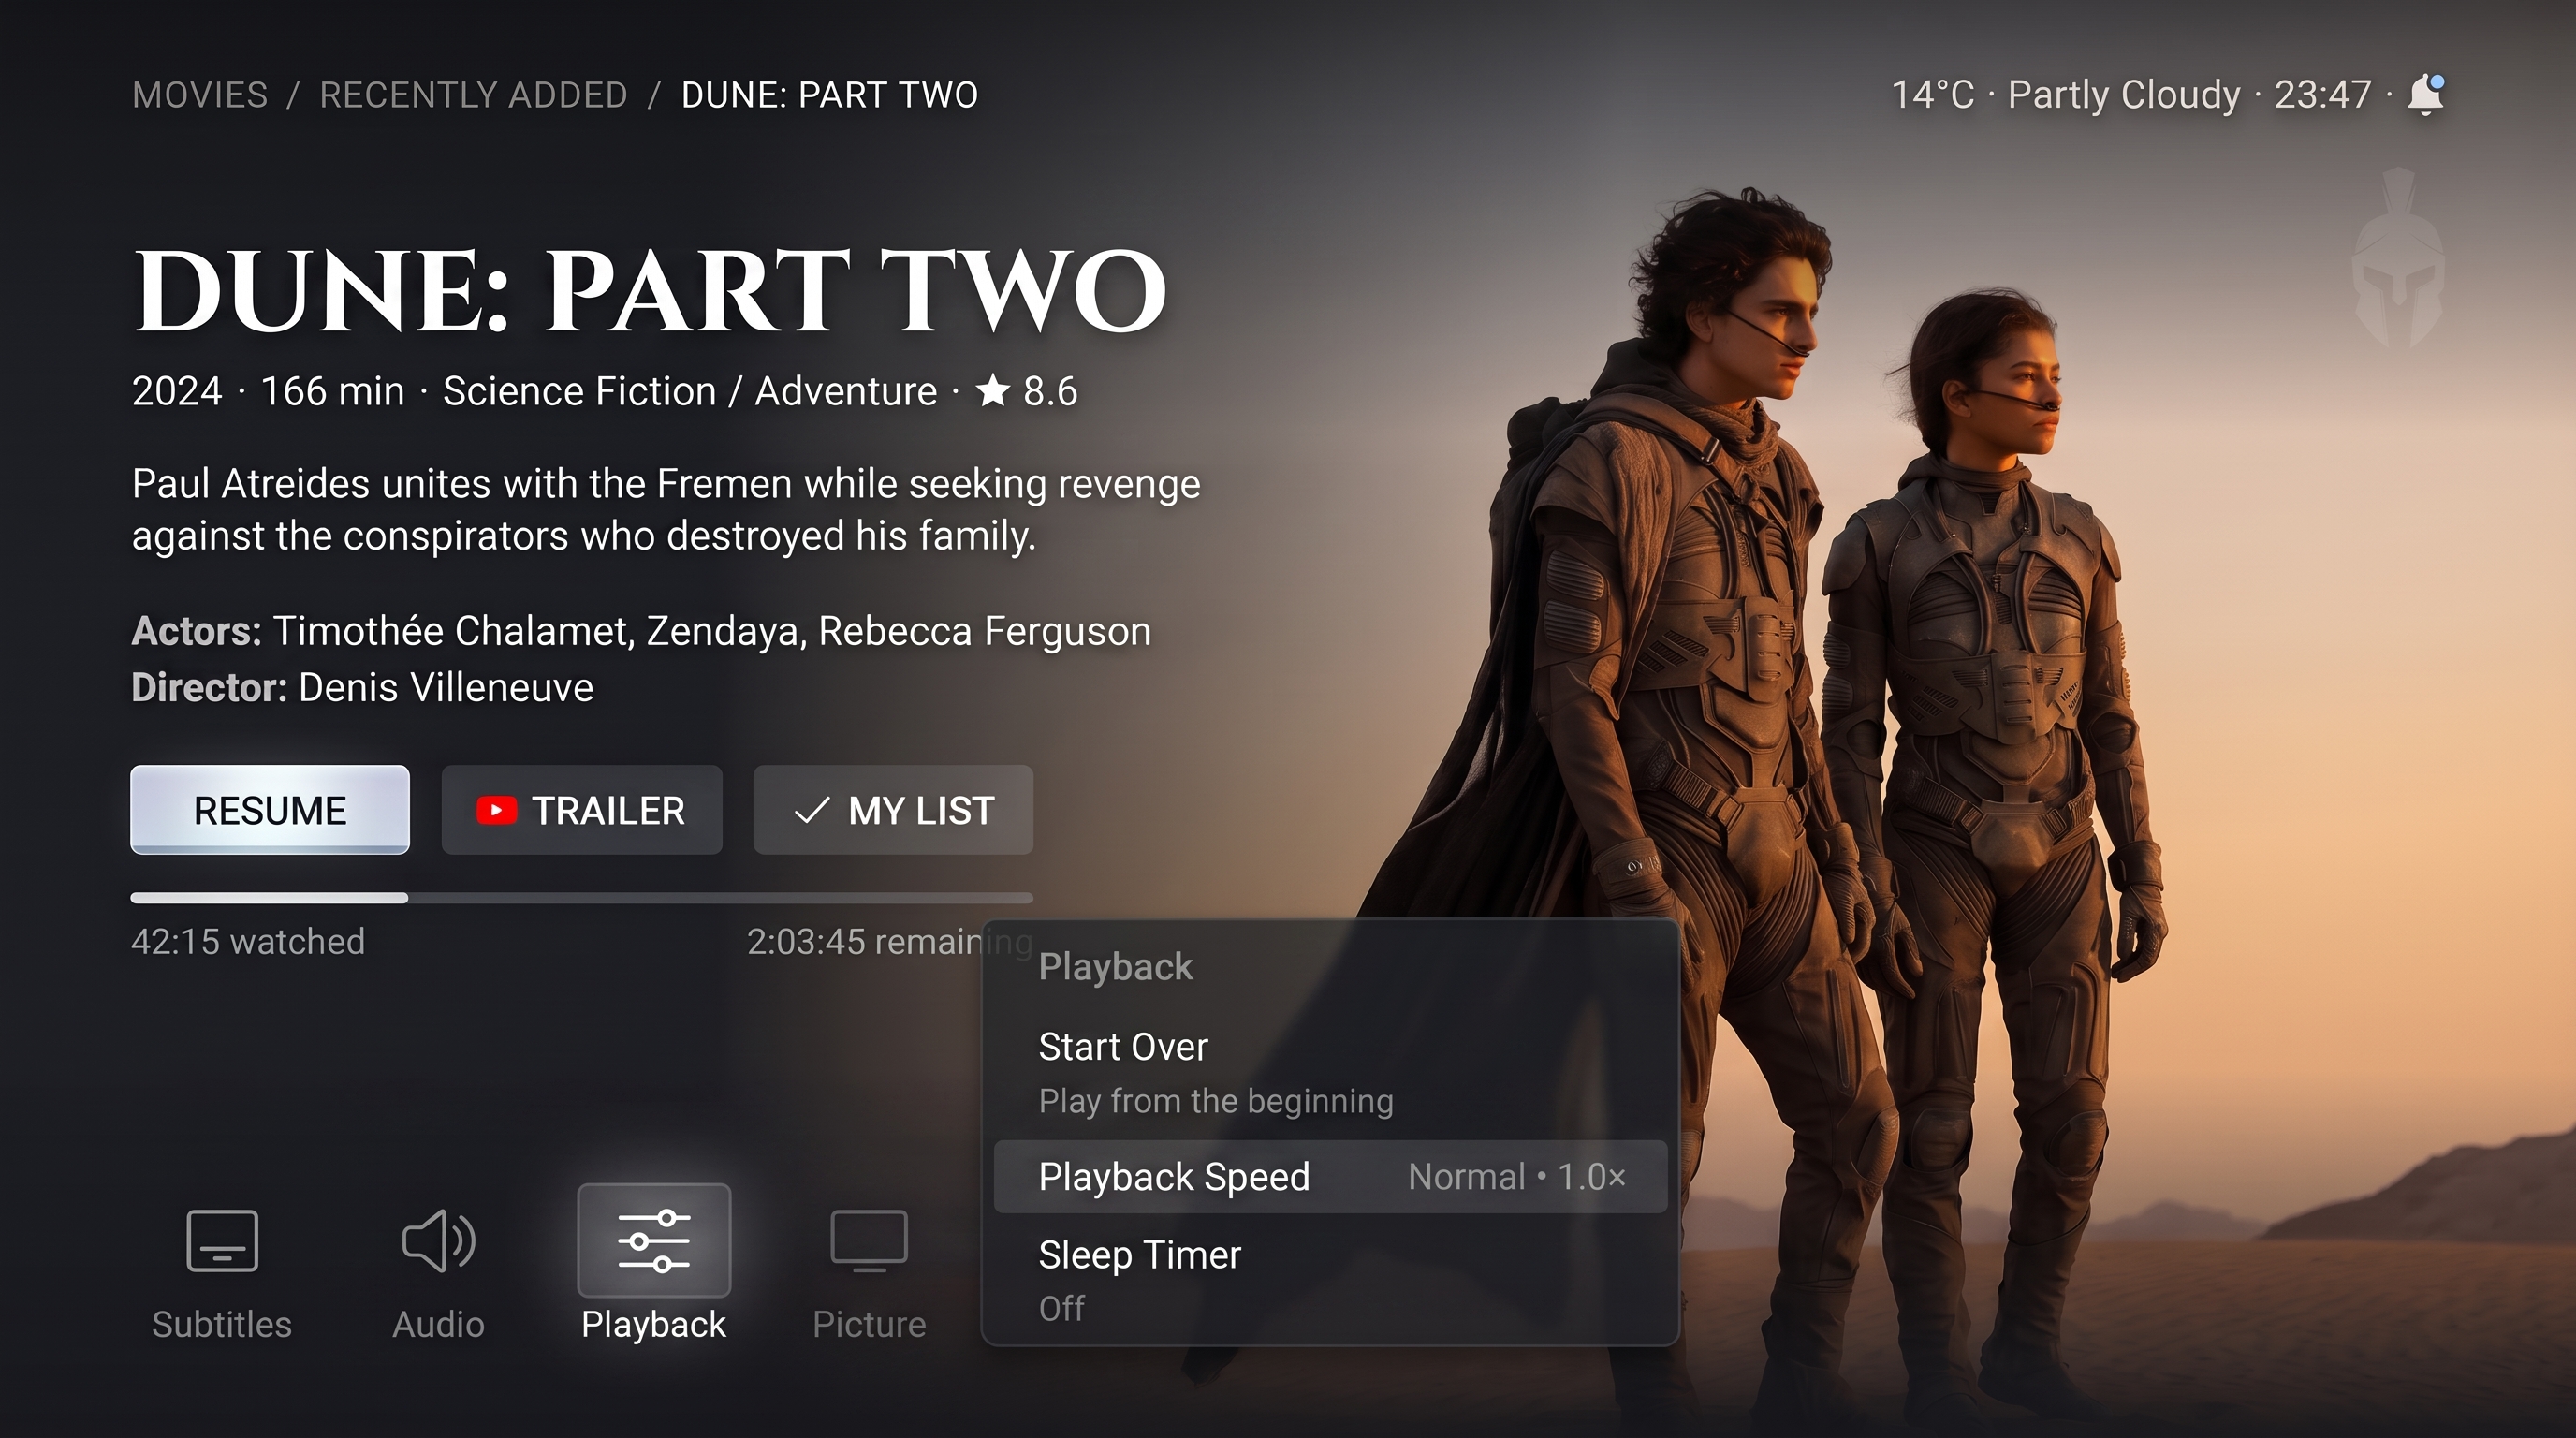 MOVIES / RECENTLY ADDED / DUNE: PART TWO
14°C · Partly Cloudy · 23:47 ·
DUNE: PART TWO
2024 · 166 min · Science Fiction / Adventure · ★ 8.6
Paul Atreides unites with the Fremen while seeking revenge
against the conspirators who destroyed his family.
Actors: Timothée Chalamet, Zendaya, Rebecca Ferguson
Director: Denis Villeneuve
RESUME
TRAILER
✓ MY LIST
42:15 watched
2:03:45 remaining
Playback
Start Over
Play from the beginning
Playback Speed
Normal • 1.0×
Sleep Timer
Off
Subtitles
Audio
Playback
Picture